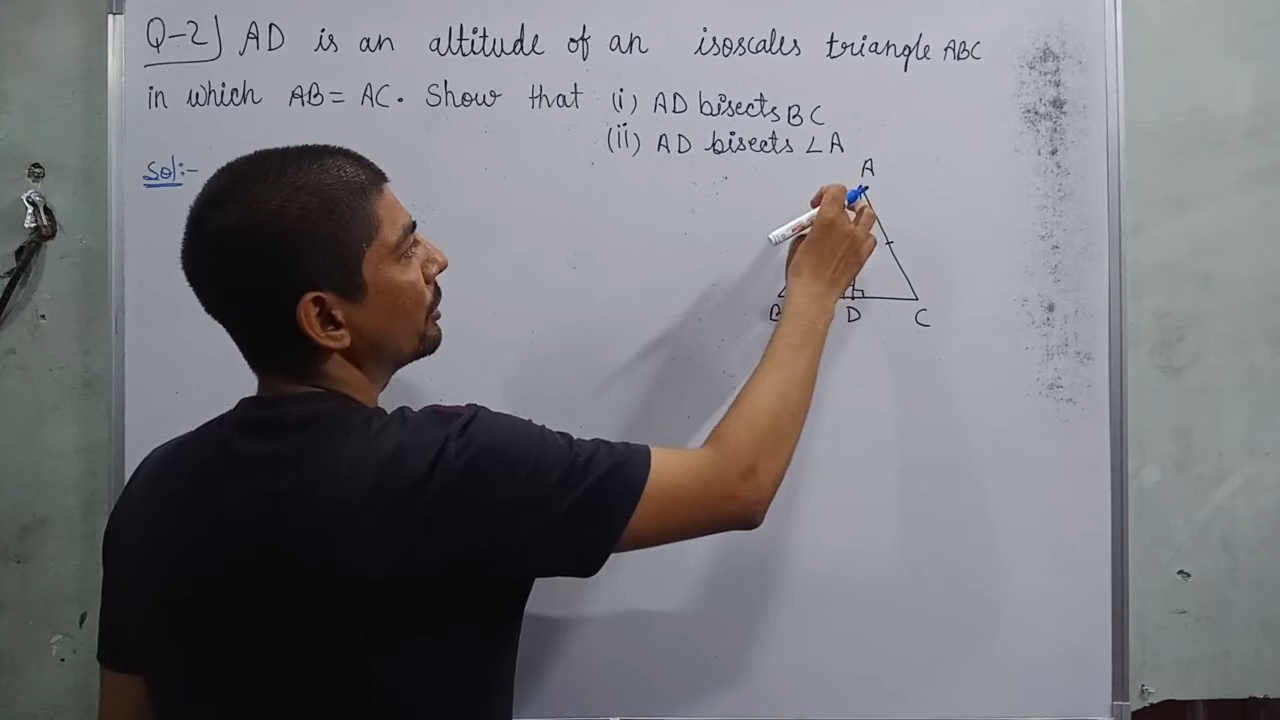 Q-2) AD is an altitude of an isoscales triangle ABC
in which AB = AC. Show that (i) AD bisects BC
(ii) AD bisects ∠A
Sol:-
A
B D C